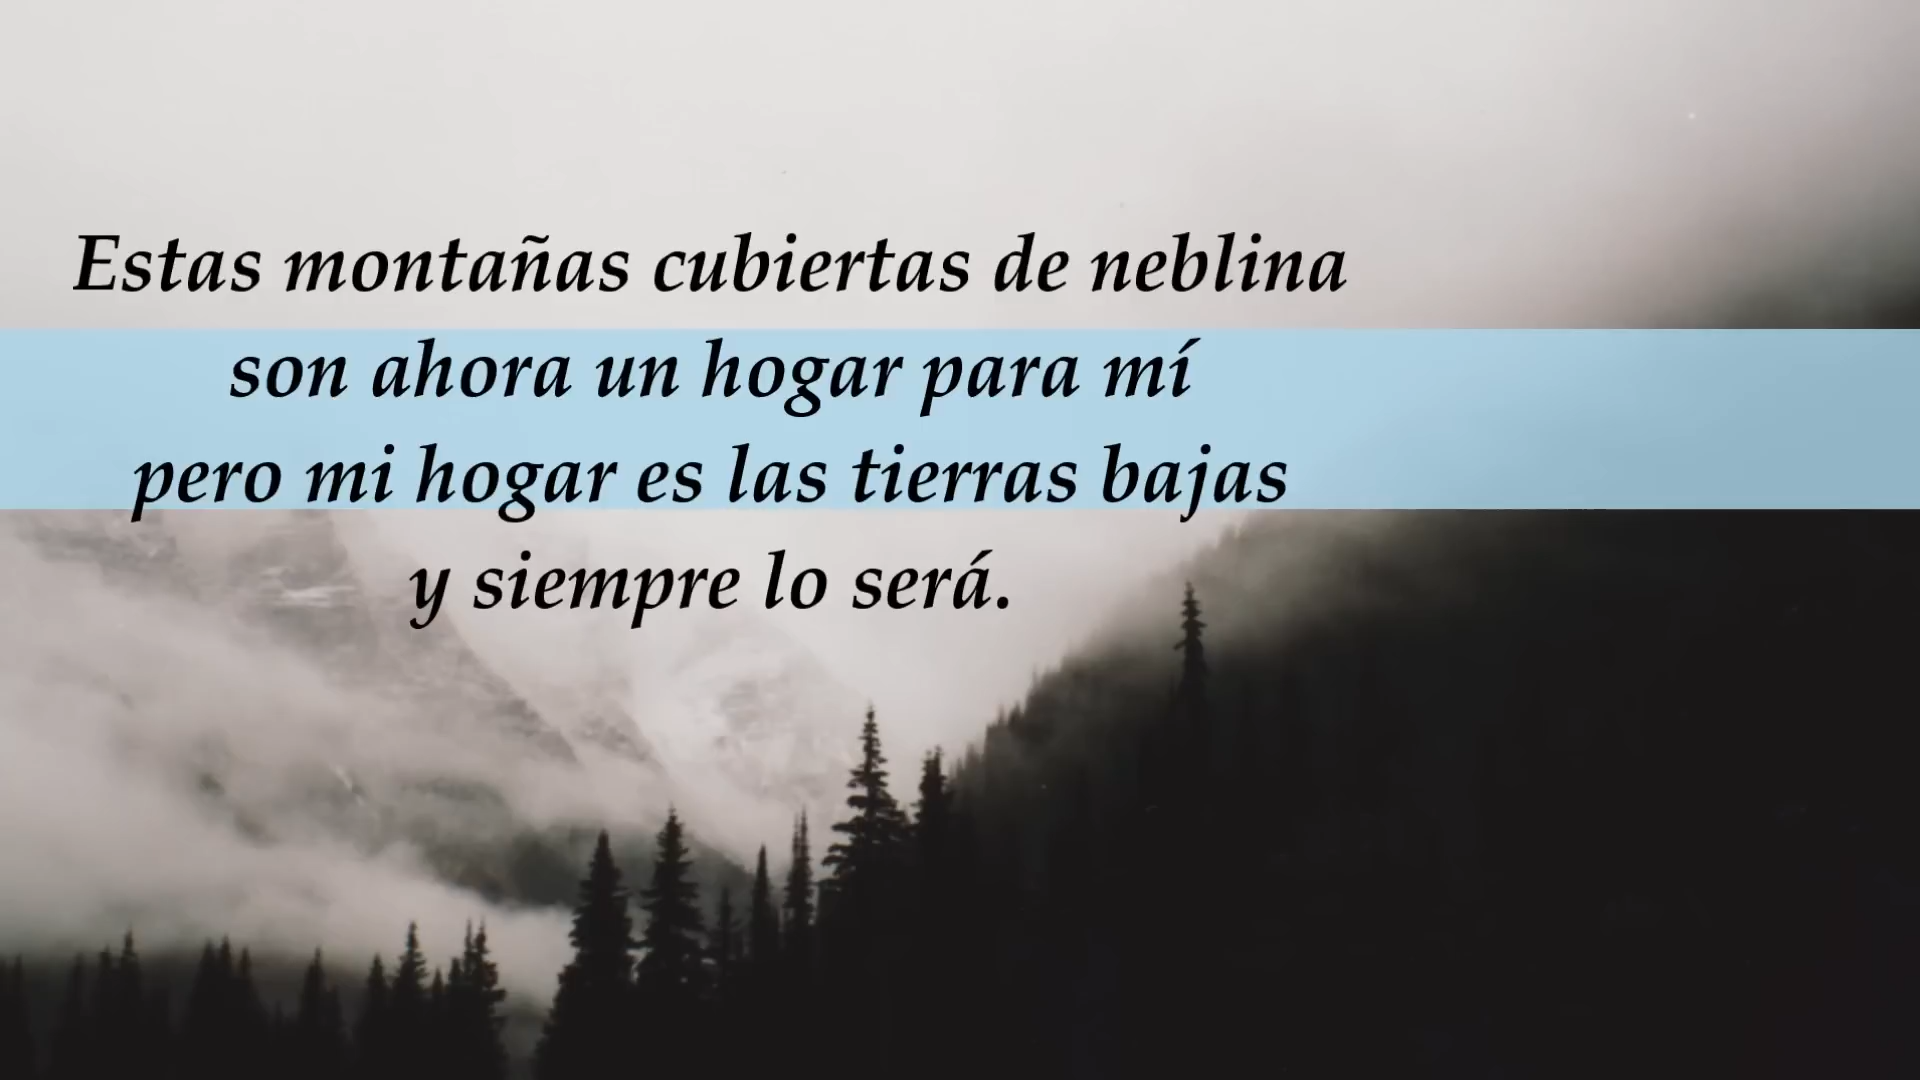 Estas montañas cubiertas de neblina
son ahora un hogar para mí
pero mi hogar es las tierras bajas
y siempre lo será.